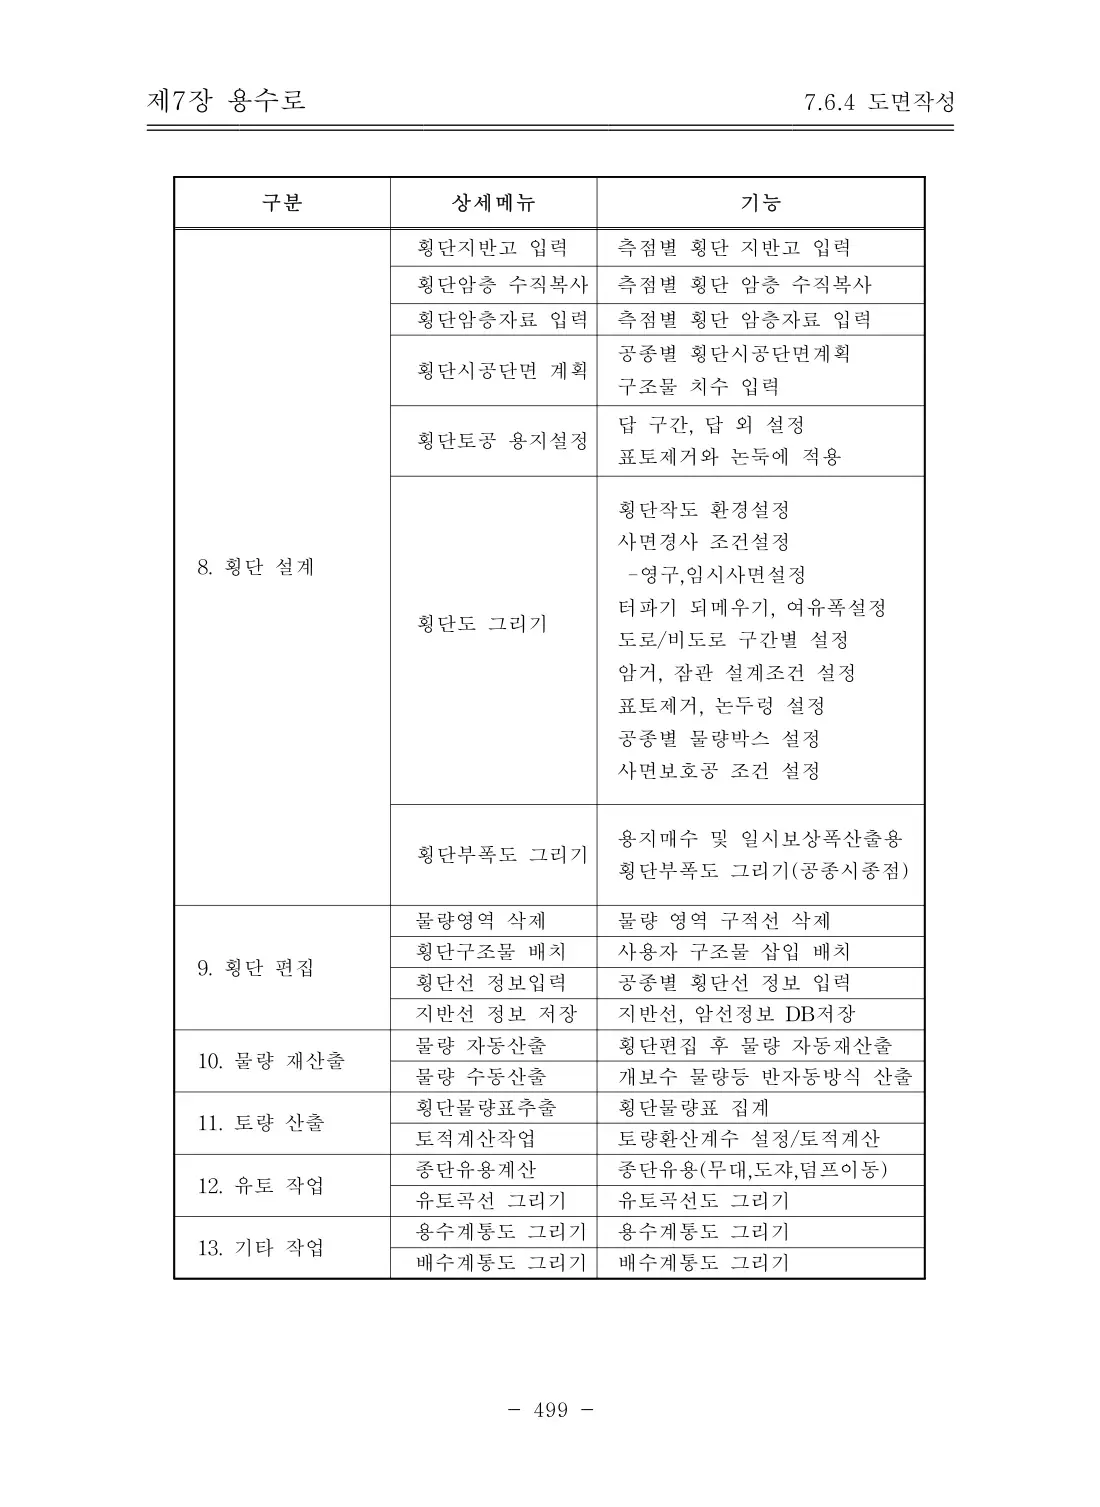 제7장 용수로
7.6.4 도면작성
구분 상세메뉴 기능
8. 횡단 설계
횡단지반고 입력 측점별 횡단 지반고 입력
횡단암층 수직복사 측점별 횡단 암층 수직복사
횡단암층자료 입력 측점별 횡단 암층자료 입력
횡단시공단면 계획
공종별 횡단시공단면계획
구조물 치수 입력
횡단토공 용지설정
답 구간, 답 외 설정
표토제거와 논둑에 적용
횡단도 그리기
횡단작도 환경설정
사면경사 조건설정
-영구,임시사면설정
터파기 되메우기, 여유폭설정
도로/비도로 구간별 설정
암거, 잠관 설계조건 설정
표토제거, 논두렁 설정
공종별 물량박스 설정
사면보호공 조건 설정
횡단부폭도 그리기
용지매수 및 일시보상폭산출용
횡단부폭도 그리기(공종시종점)
9. 횡단 편집
물량영역 삭제 물량 영역 구적선 삭제
횡단구조물 배치 사용자 구조물 삽입 배치
횡단선 정보입력 공종별 횡단선 정보 입력
지반선 정보 저장 지반선, 암선정보 DB저장
10. 물량 재산출
물량 자동산출 횡단편집 후 물량 자동재산출
물량 수동산출 개보수 물량등 반자동방식 산출
11. 토량 산출
횡단물량표추출 횡단물량표 집계
토적계산작업 토량환산계수 설정/토적계산
12. 유토 작업
종단유용계산 종단유용(무대,도쟈,덤프이동)
유토곡선 그리기 유토곡선도 그리기
13. 기타 작업
용수계통도 그리기 용수계통도 그리기
배수계통도 그리기 배수계통도 그리기
- 499 -